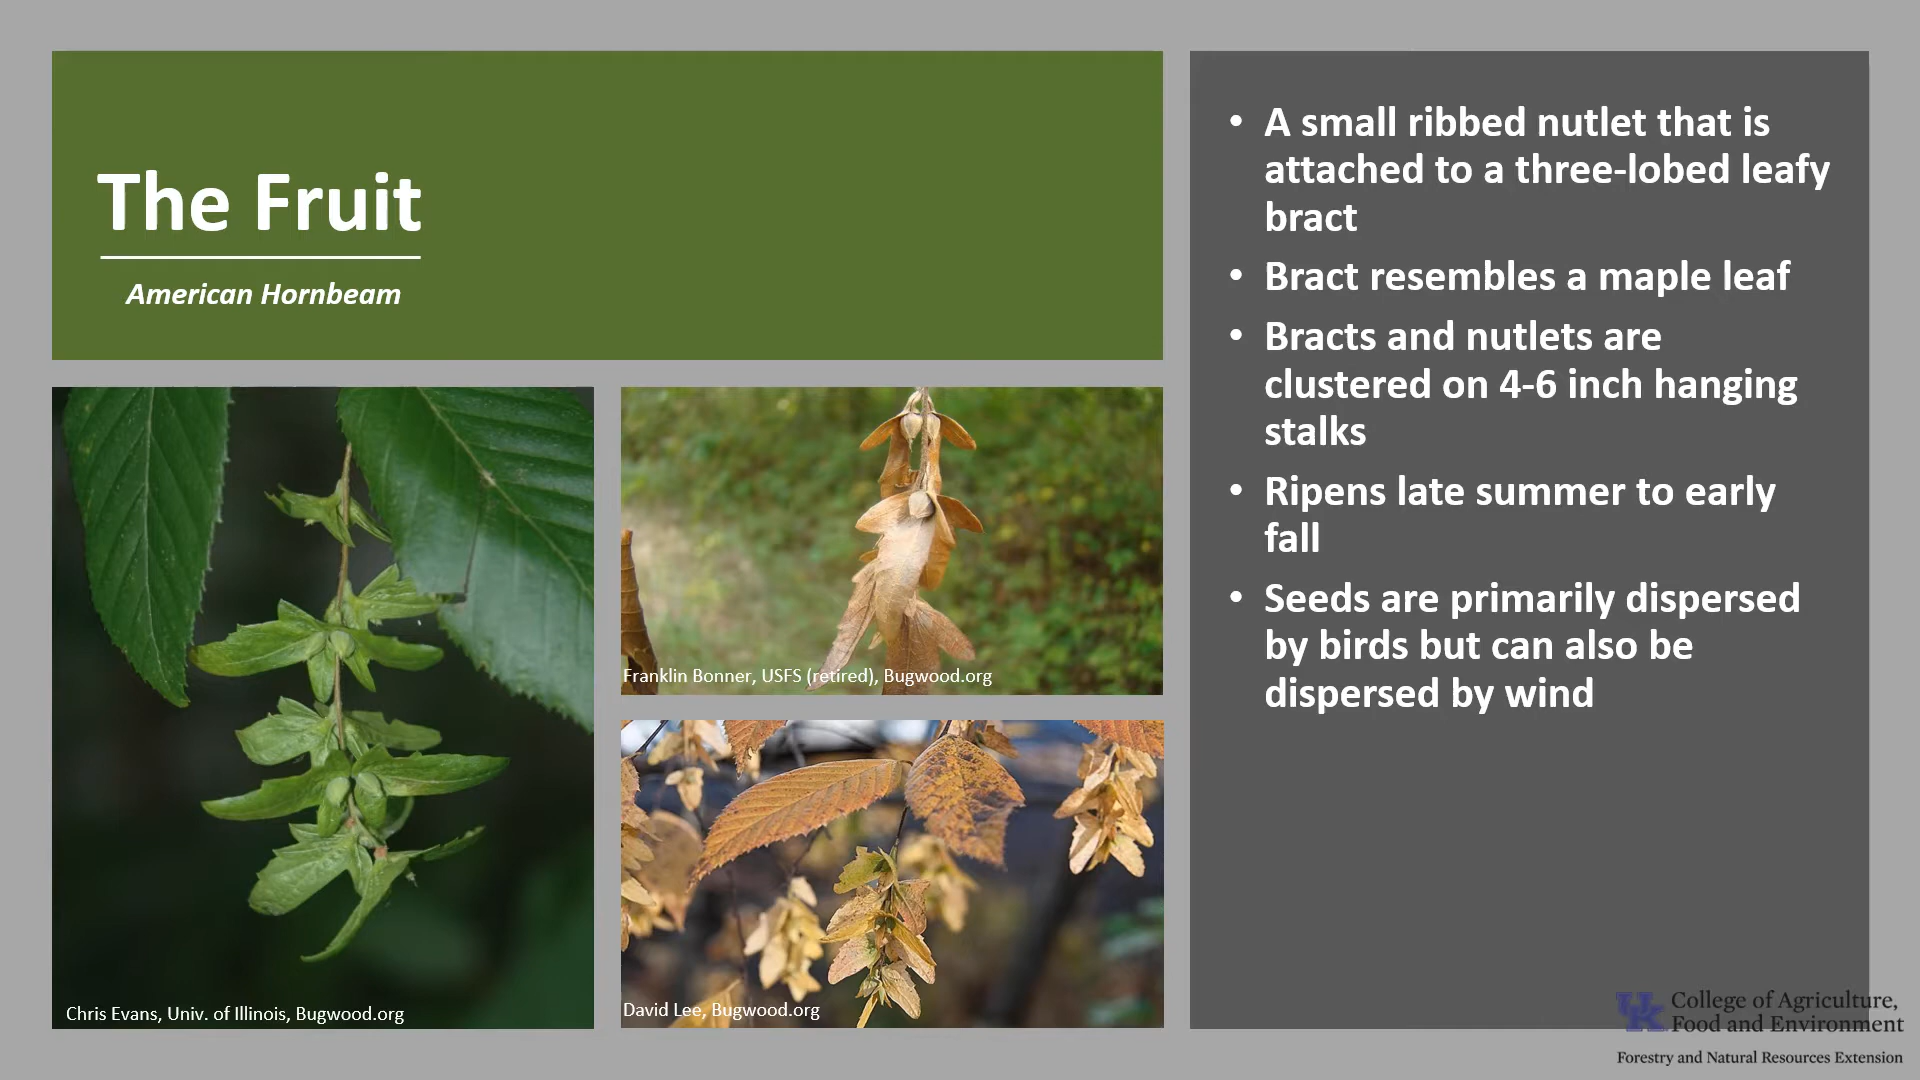 The Fruit
American Hornbeam
Chris Evans, Univ. of Illinois, Bugwood.org
Franklin Bonner, USFS (retired), Bugwood.org
David Lee, Bugwood.org
• A small ribbed nutlet that is
attached to a three-lobed leafy
bract
• Bract resembles a maple leaf
• Bracts and nutlets are
clustered on 4-6 inch hanging
stalks
• Ripens late summer to early
fall
• Seeds are primarily dispersed
by birds but can also be
dispersed by wind
UK College of Agriculture,
Food and Environment
Forestry and Natural Resources Extension